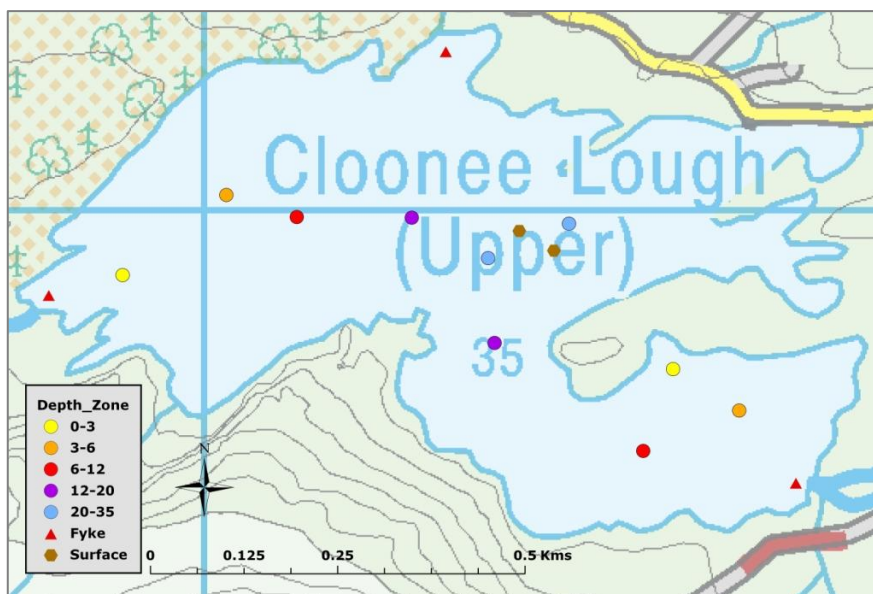 Cloonee Lough
(Upper)
35
Depth_Zone
0-3
3-6
6-12
12-20
20-35
Fyke
Surface
N
0 0.125 0.25 0.5 Kms